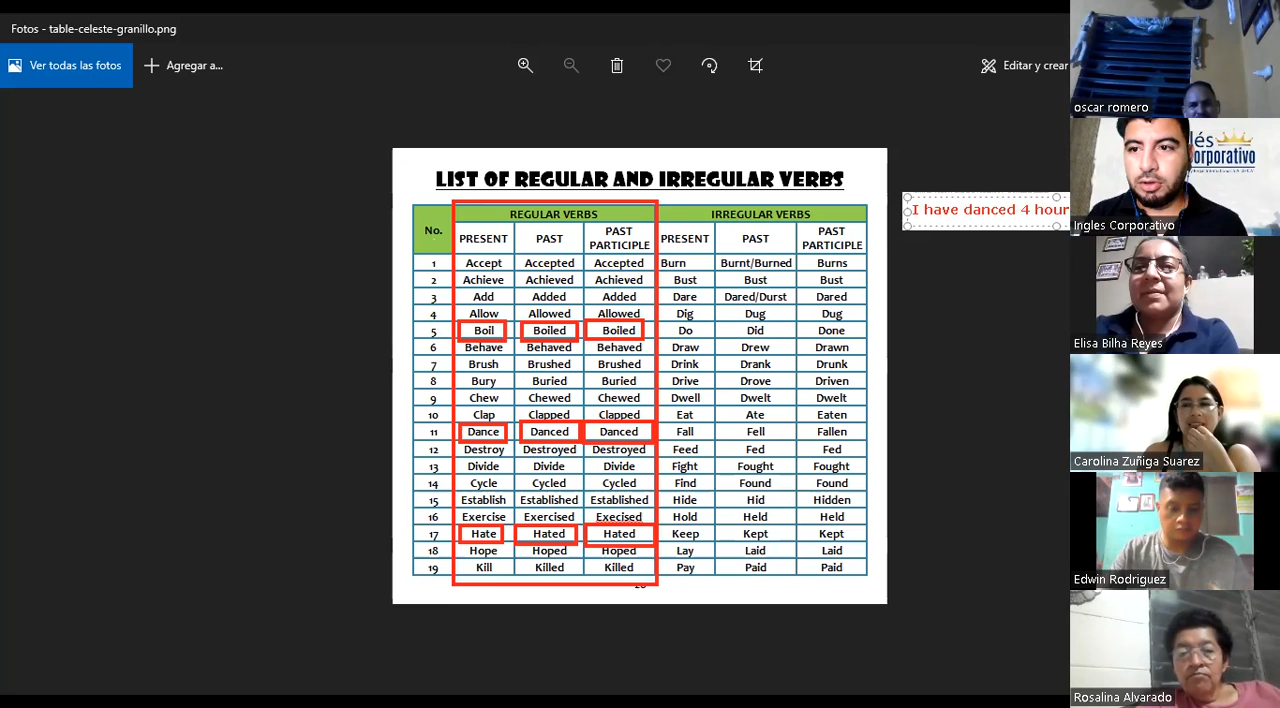 Fotos - table-celeste-granillo.png
Ver todas las fotos
Agregar a...
Editar y crear
LIST OF REGULAR AND IRREGULAR VERBS
No. REGULAR VERBS IRREGULAR VERBS
PRESENT PAST PAST PARTICIPLE PRESENT PAST PAST PARTICIPLE
1 Accept Accepted Accepted Burn Burnt/Burned Burns
2 Achieve Achieved Achieved Bust Bust Bust
3 Add Added Added Dare Dared/Durst Dared
4 Allow Allowed Allowed Dig Dug Dug
5 Boil Boiled Boiled Do Did Done
6 Behave Behaved Behaved Draw Drew Drawn
7 Brush Brushed Brushed Drink Drank Drunk
8 Bury Buried Buried Drive Drove Driven
9 Chew Chewed Chewed Dwell Dwelt Dwelt
10 Clap Clapped Clapped Eat Ate Eaten
11 Dance Danced Danced Fall Fell Fallen
12 Destroy Destroyed Destroyed Feed Fed Fed
13 Divide Divide Divide Fight Fought Fought
14 Cycle Cycled Cycled Find Found Found
15 Establish Established Established Hide Hid Hidden
16 Exercise Exercised Execised Hold Held Held
17 Hate Hated Hated Keep Kept Kept
18 Hope Hoped Hoped Lay Laid Laid
19 Kill Killed Killed Pay Paid Paid
I have danced 4 hour
oscar romero
lés
orporativo
Ingles Corporativo
Elisa Bilha Reyes
Carolina Zuñiga Suarez
Edwin Rodriguez
Rosalina Alvarado